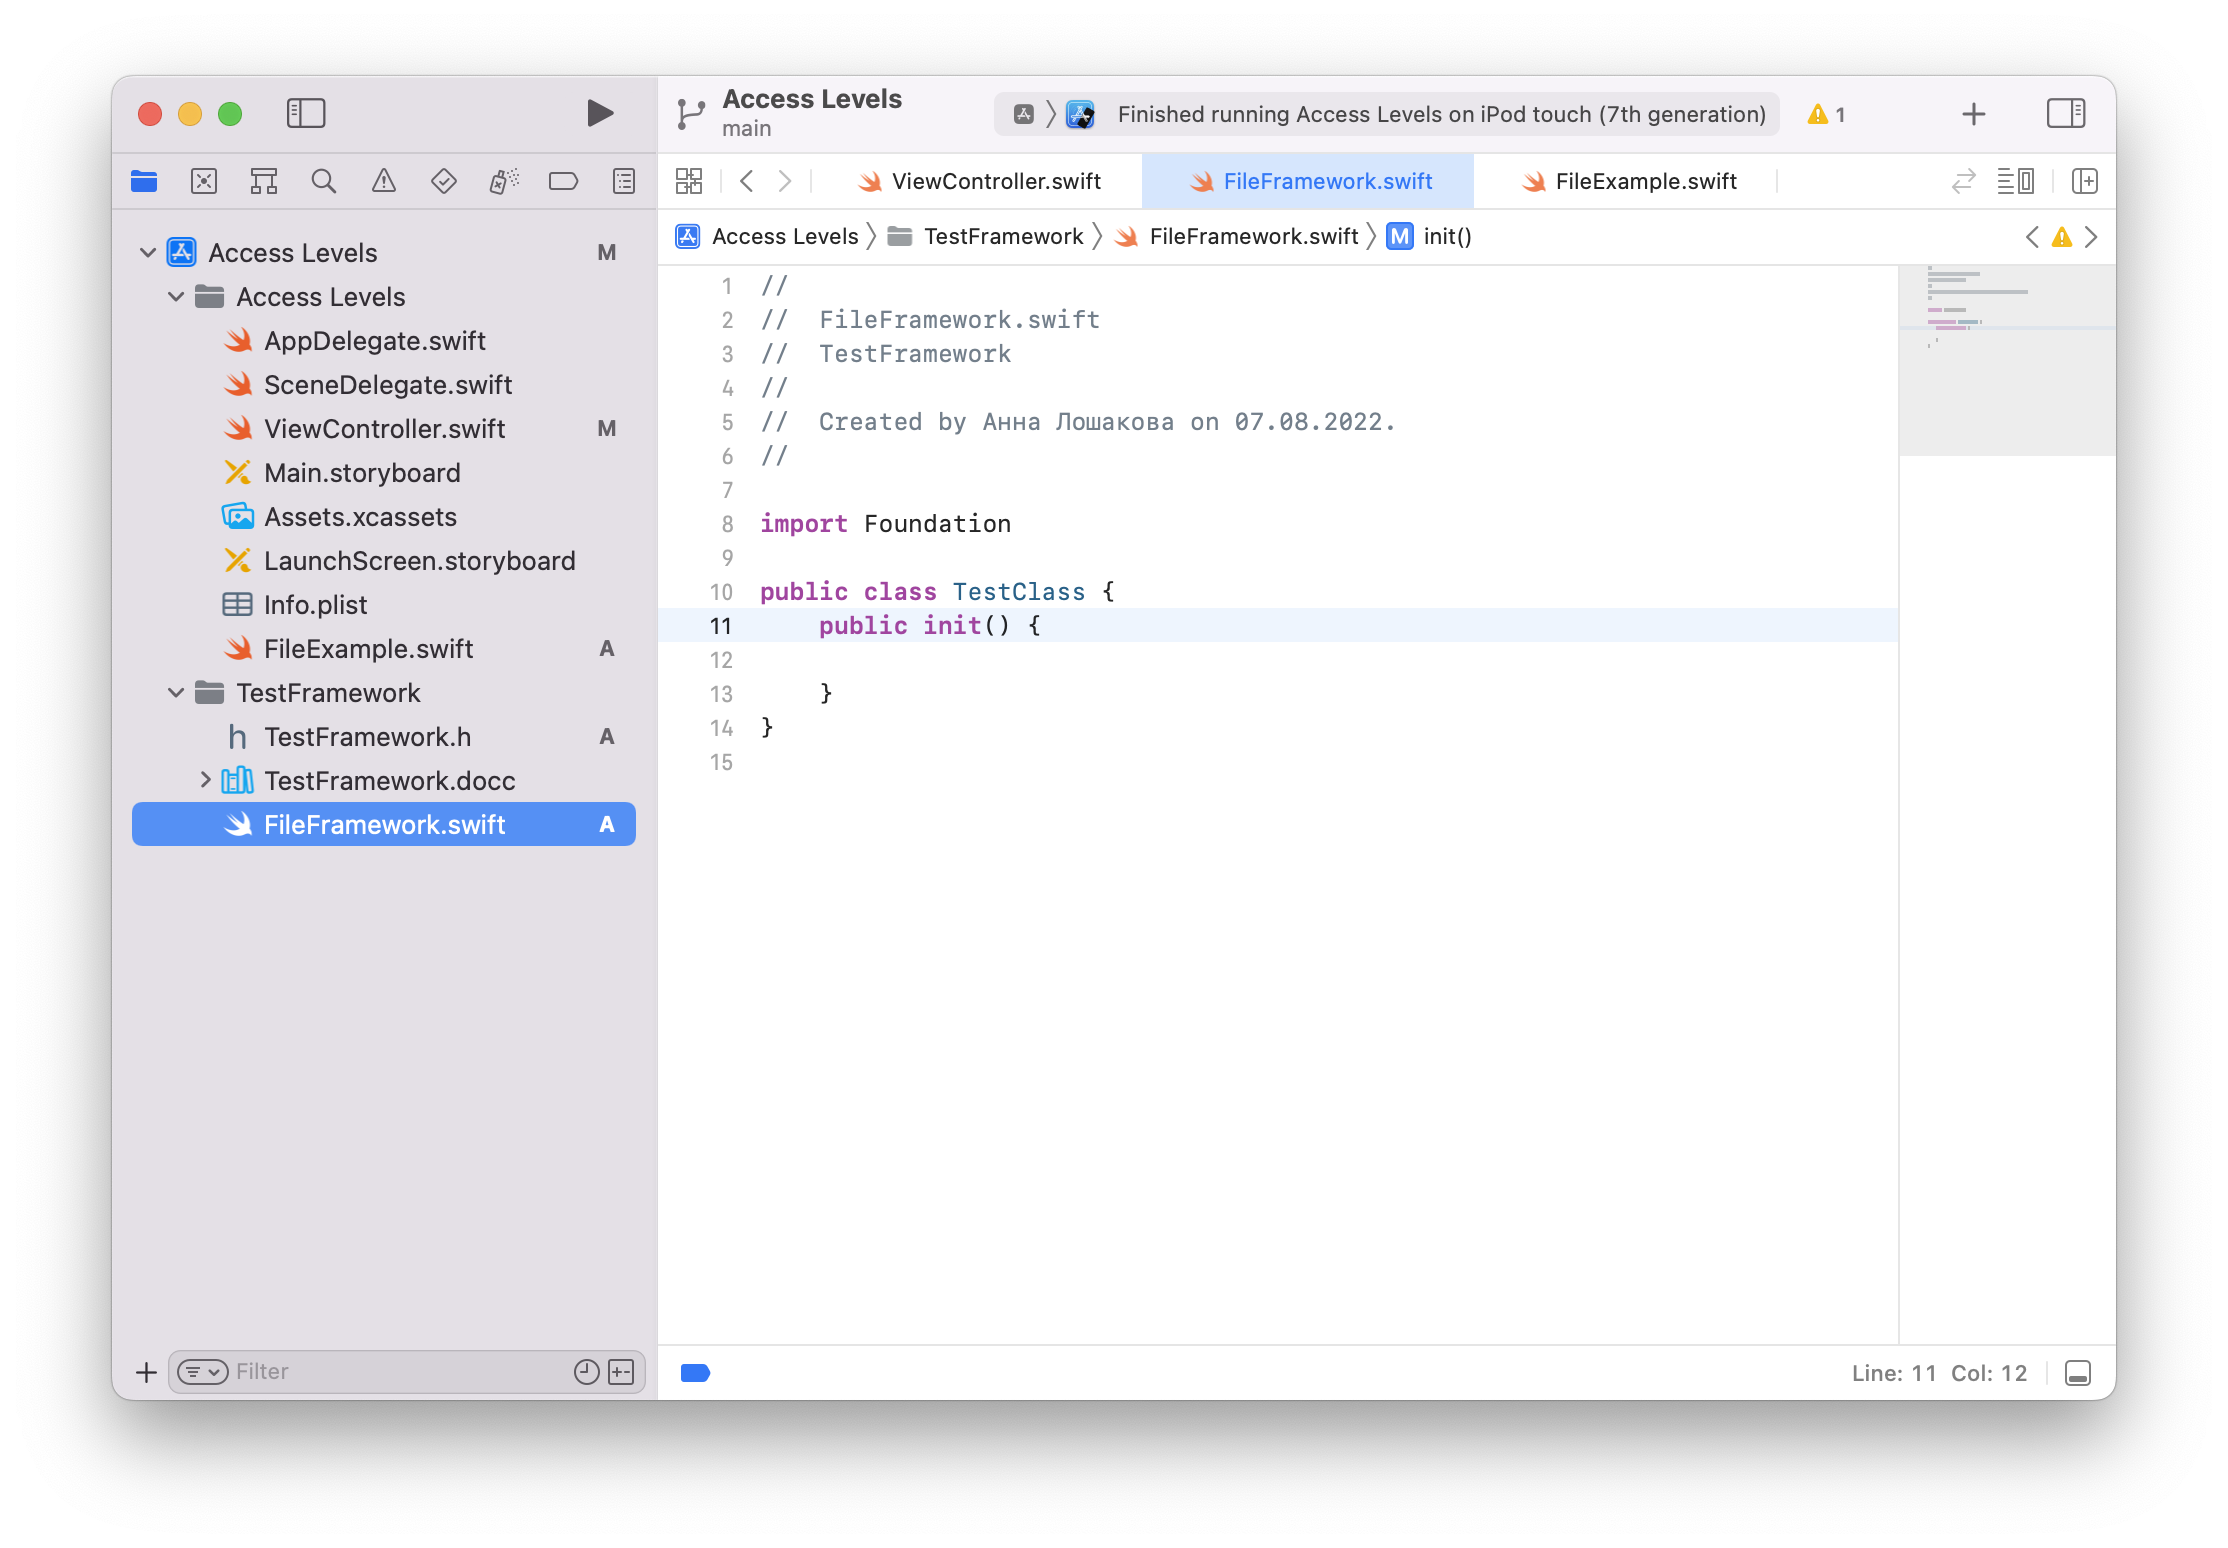 Access Levels
main
Finished running Access Levels on iPod touch (7th generation)
1
ViewController.swift
FileFramework.swift
FileExample.swift
Access Levels
TestFramework
FileFramework.swift
M
init()
Access Levels M
Access Levels
AppDelegate.swift
SceneDelegate.swift
ViewController.swift M
Main.storyboard
Assets.xcassets
LaunchScreen.storyboard
Info.plist
FileExample.swift A
TestFramework
h TestFramework.h A
TestFramework.docc
FileFramework.swift A
1 //
2 //  FileFramework.swift
3 //  TestFramework
4 //
5 //  Created by Анна Лошакова on 07.08.2022.
6 //
7
8 import Foundation
9
10 public class TestClass {
11     public init() {
12
13     }
14 }
15
Filter
Line: 11 Col: 12